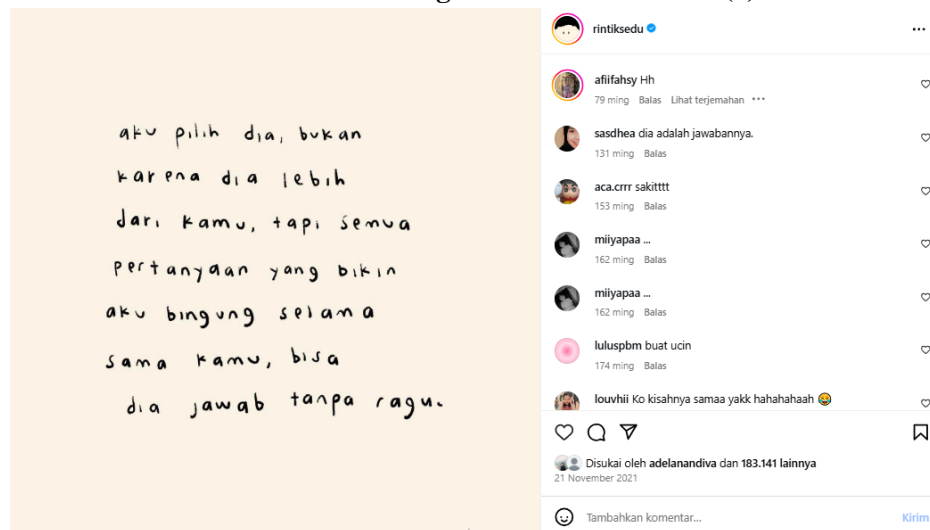 aku pilih dia, bukan
karena dia lebih
dari kamu, tapi semua
pertanyaan yang bikin
aku bingung selama
sama kamu, bisa
dia jawab tanpa ragu.
rintiksedu
afiifahsy Hh
79 ming Balas Lihat terjemahan
sasdhea dia adalah jawabannya.
131 ming Balas
aca.crrr sakitttt
153 ming Balas
miiyapaa ...
162 ming Balas
miiyapaa ...
162 ming Balas
luluspbm buat ucin
174 ming Balas
louvhii Ko kisahnya samaa yakk hahahahaah 😂
Disukai oleh adelanandiva dan 183.141 lainnya
21 November 2021
Tambahkan komentar...
Kirim